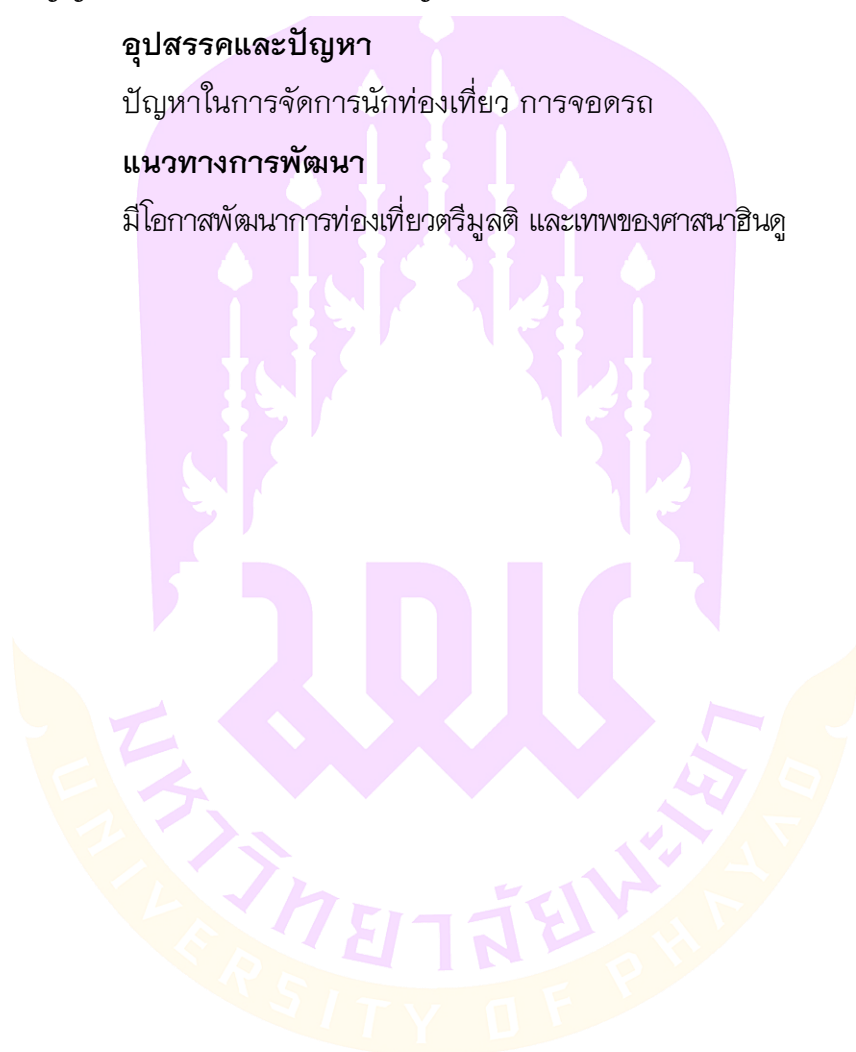 อุปสรรคและปัญหา
ปัญหาในการจัดการนักท่องเที่ยว การจอดรถ
แนวทางการพัฒนา
มีโอกาสพัฒนาการท่องเที่ยวตรีมูลติ และเทพของศาสนาฮินดู
มหาวิทยาลัยพะเยา
UNIVERSITY OF PHAYAO